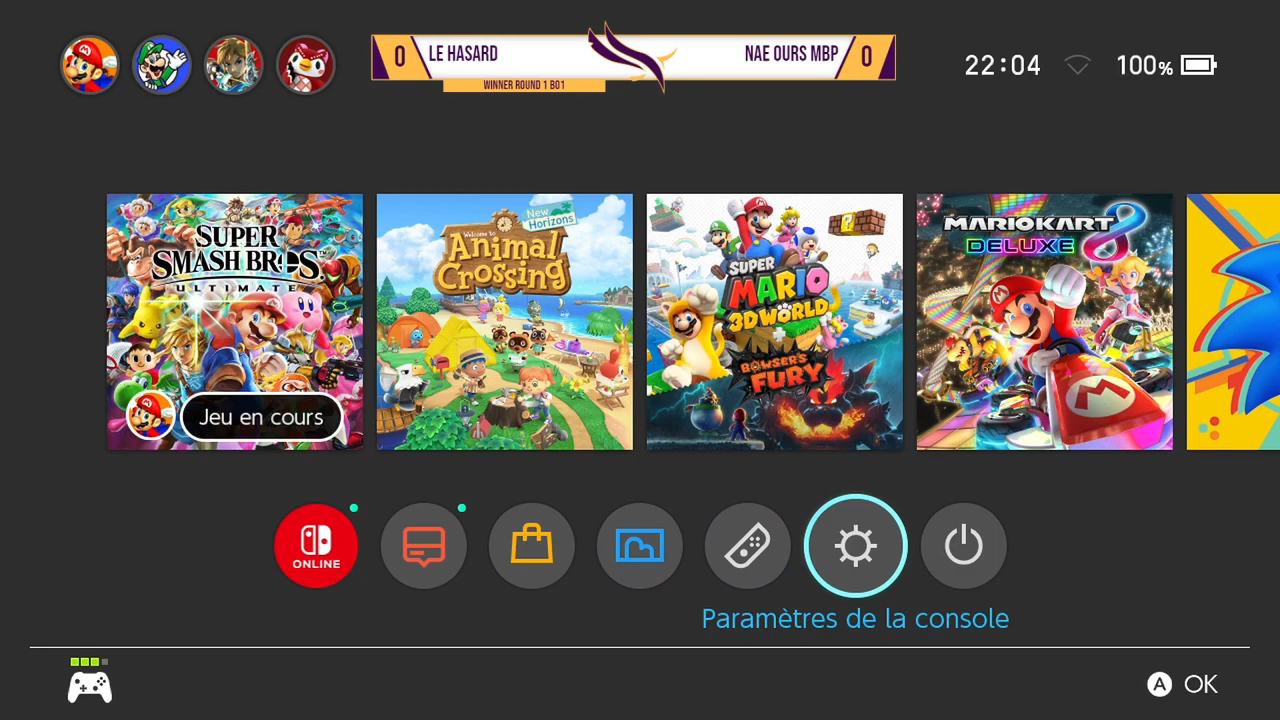 0 LE HASARD NAE OURS MBP 0
WINNER ROUND 1 BO1
22:04 100%
SUPER
SMASH BROS.
ULTIMATE
Jeu en cours
New
Horizons
Welcome to
Animal
Crossing
SUPER
MARIO
3D WORLD
BOWSER'S
FURY
MARIOKART 8
DELUXE
M
ONLINE
Paramètres de la console
A OK